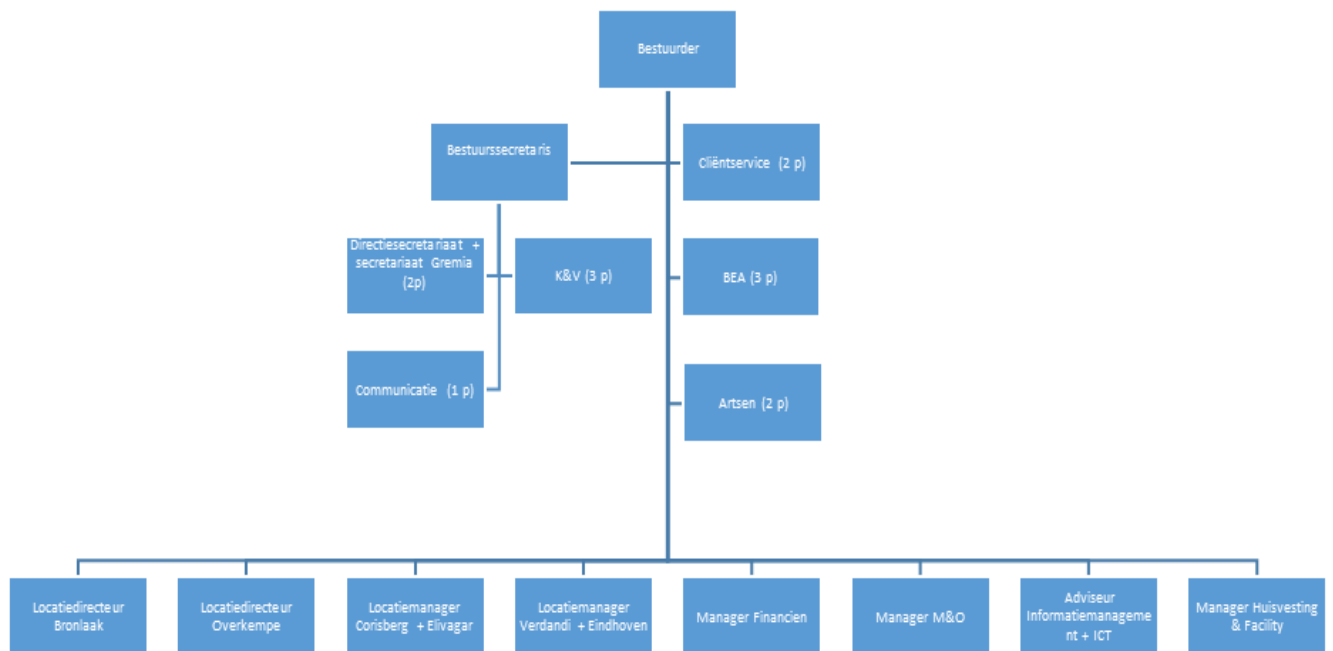 Bestuurder
Bestuurssecretaris
Cliëntservice (2 p)
Directiesecretariaat +
secretariaat Gremia
(2p)
K&V (3 p)
BEA (3 p)
Communicatie (1 p)
Artsen (2 p)
Locatiedirecteur
Bronlaak
Locatiedirecteur
Overkempe
Locatiemanager
Corisberg + Elivagar
Locatiemanager
Verdandi + Eindhoven
Manager Financien
Manager M&O
Adviseur
Informatiemanageme
nt + ICT
Manager Huisvesting
& Facility